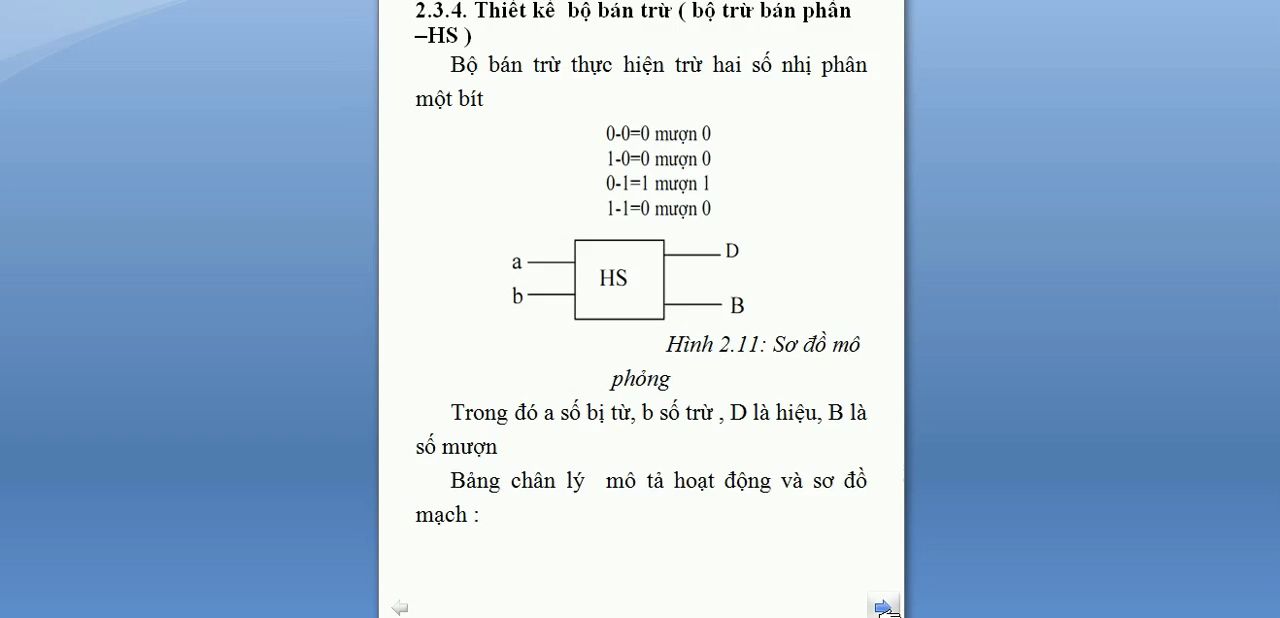 2.3.4. Thiết kế bộ bán trừ ( bộ trừ bán phần
–HS )
Bộ bán trừ thực hiện trừ hai số nhị phân
một bít
0-0=0 mượn 0
1-0=0 mượn 0
0-1=1 mượn 1
1-1=0 mượn 0
a
b
HS
D
B
Hình 2.11: Sơ đồ mô
phỏng
Trong đó a số bị từ, b số trừ , D là hiệu, B là
số mượn
Bảng chân lý mô tả hoạt động và sơ đồ
mạch :